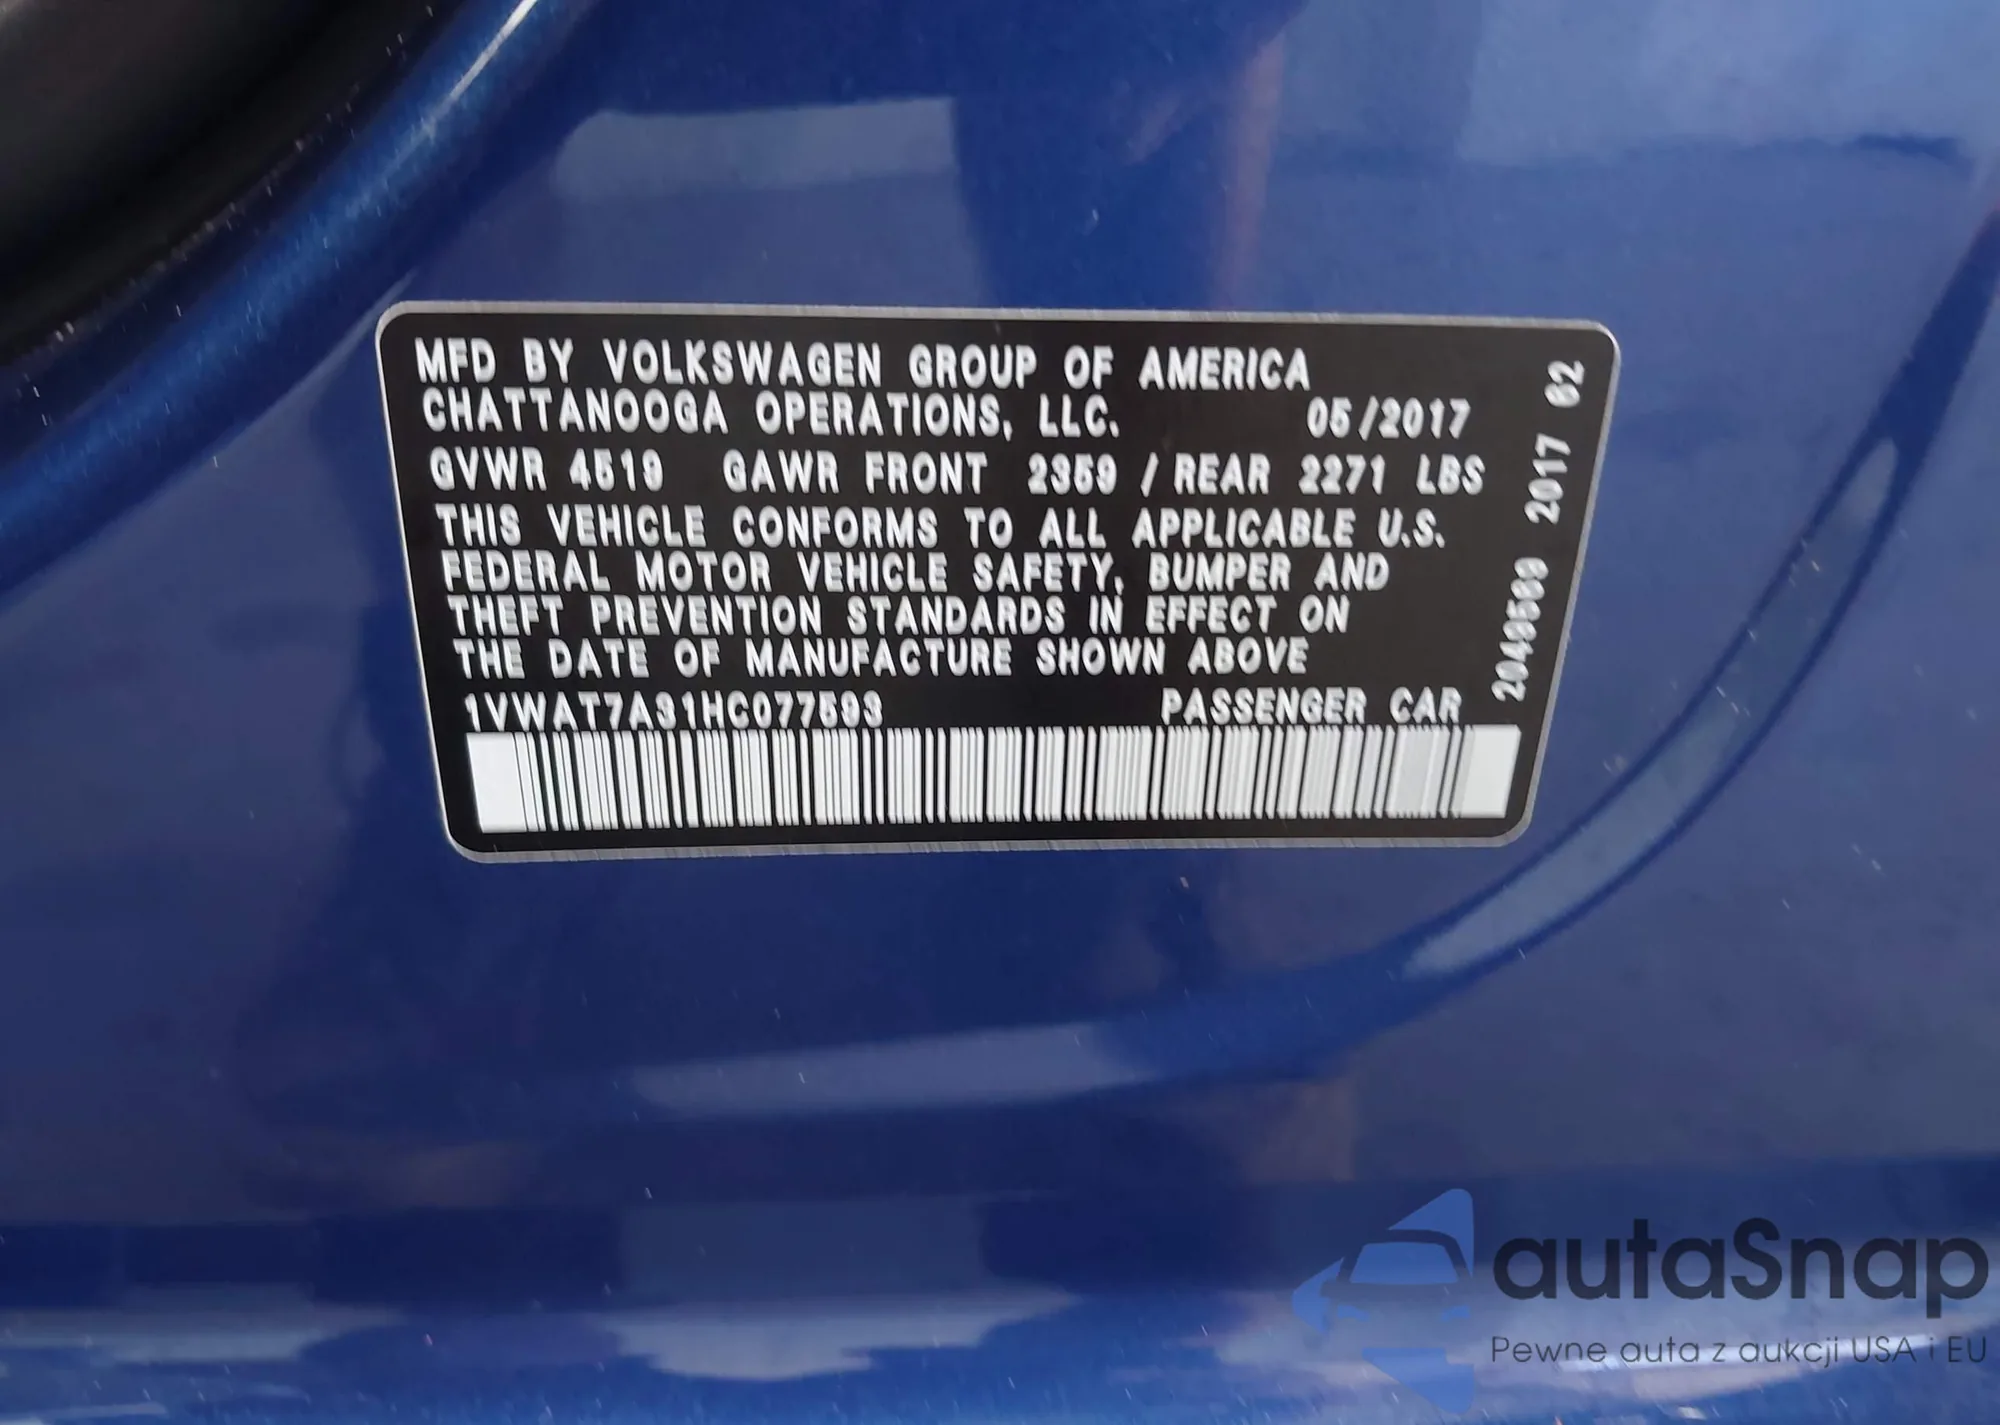 MFD BY VOLKSWAGEN GROUP OF AMERICA
CHATTANOOGA OPERATIONS, LLC. 05/2017
GVWR 4519 GAWR FRONT 2359 / REAR 2271 LBS
THIS VEHICLE CONFORMS TO ALL APPLICABLE U.S.
FEDERAL MOTOR VEHICLE SAFETY, BUMPER AND
THEFT PREVENTION STANDARDS IN EFFECT ON
THE DATE OF MANUFACTURE SHOWN ABOVE
1VWAT7A31HC077593 PASSENGER CAR
2017 02
autaSnap
Pewne auta z aukcji USA i EU